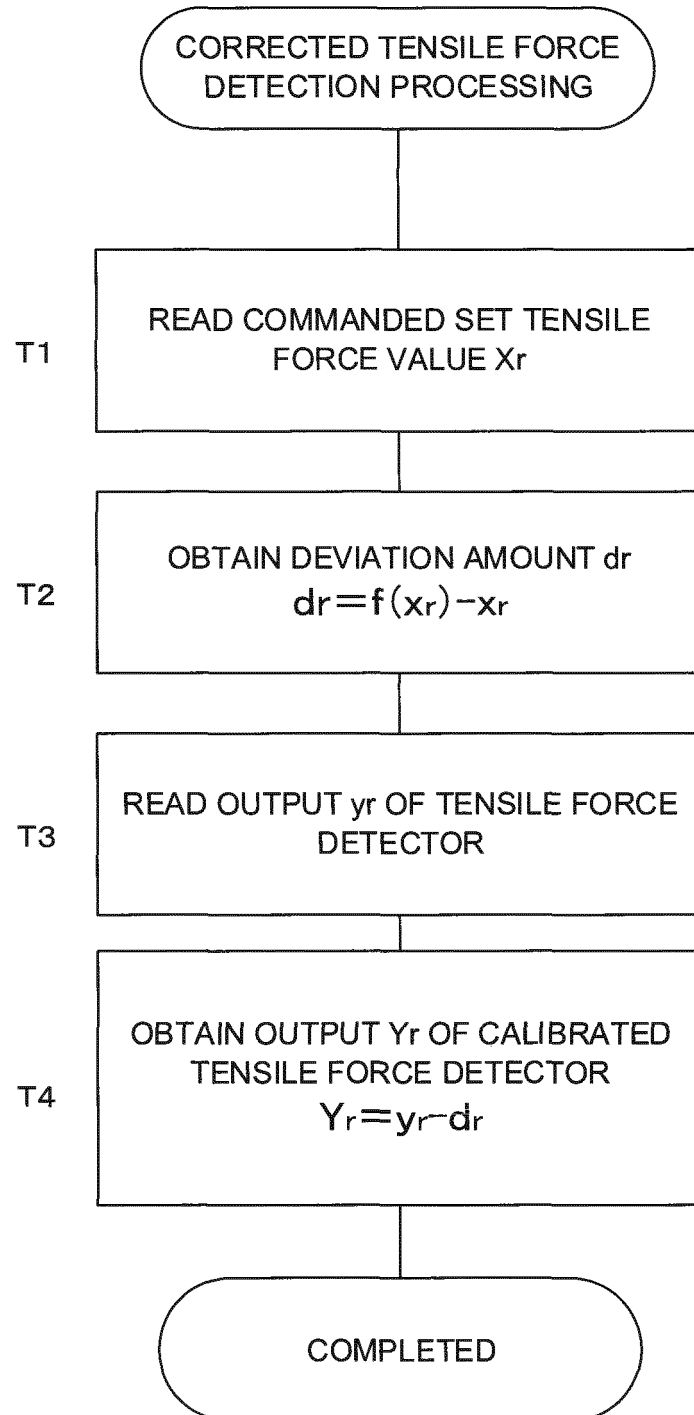 CORRECTED TENSILE FORCE
DETECTION PROCESSING
T1
READ COMMANDED SET TENSILE
FORCE VALUE Xr
T2
OBTAIN DEVIATION AMOUNT dr
dr=f(xr)-xr
T3
READ OUTPUT yr OF TENSILE FORCE
DETECTOR
T4
OBTAIN OUTPUT Yr OF CALIBRATED
TENSILE FORCE DETECTOR
Yr=yr-dr
COMPLETED